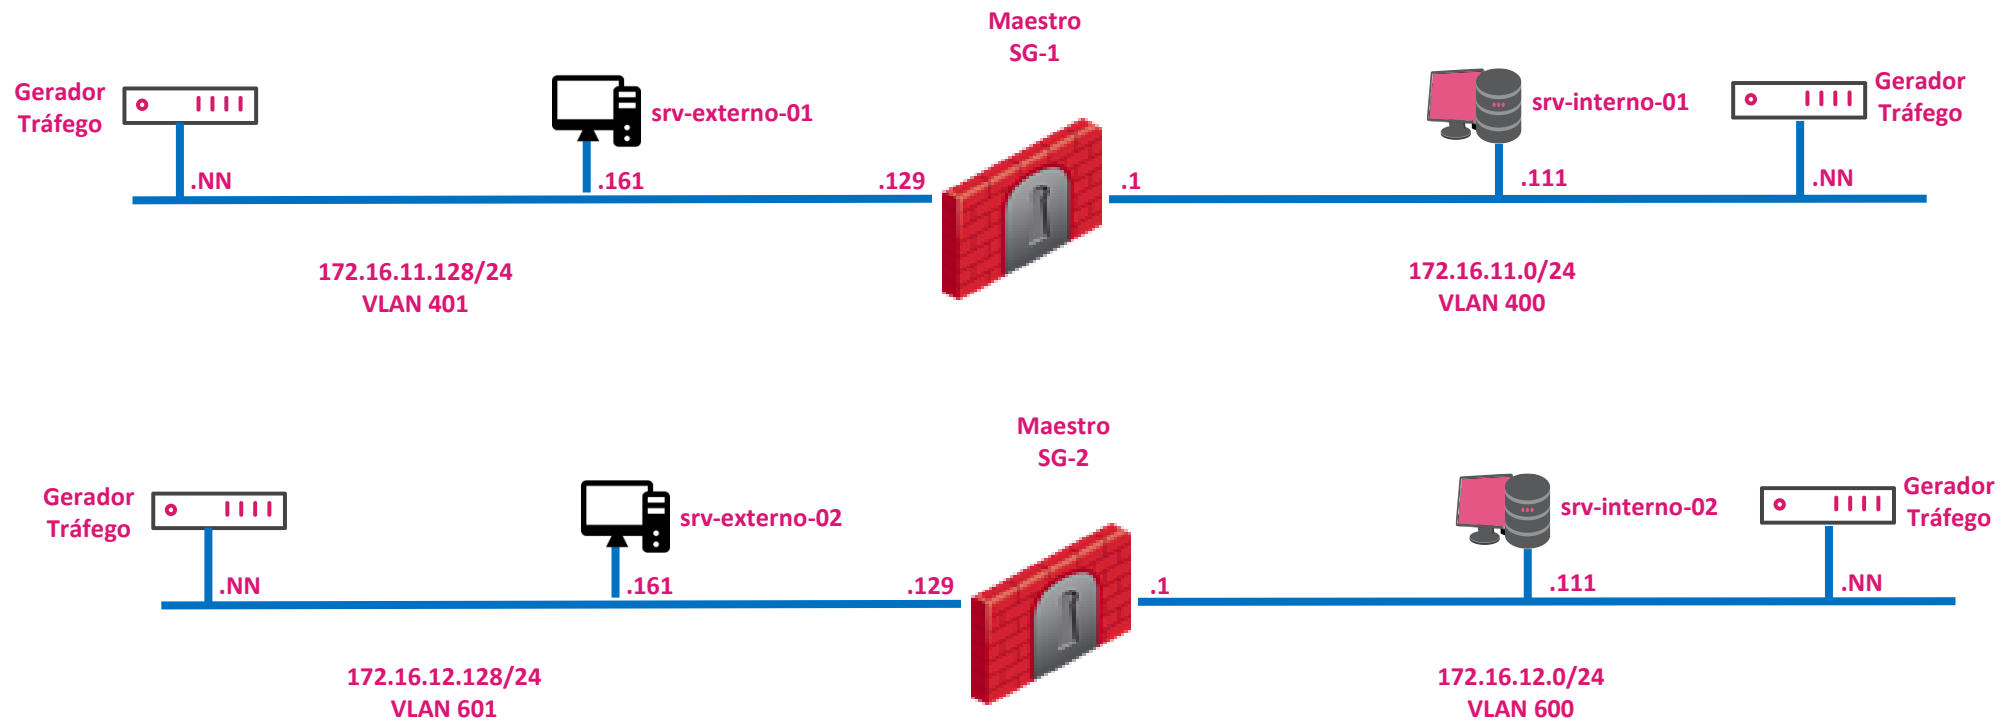 Maestro
SG-1
Gerador
Tráfego
srv-externo-01
srv-interno-01
Gerador
Tráfego
.NN
.161
.129
.1
.111
.NN
172.16.11.128/24
VLAN 401
172.16.11.0/24
VLAN 400
Maestro
SG-2
Gerador
Tráfego
srv-externo-02
srv-interno-02
Gerador
Tráfego
.NN
.161
.129
.1
.111
.NN
172.16.12.128/24
VLAN 601
172.16.12.0/24
VLAN 600